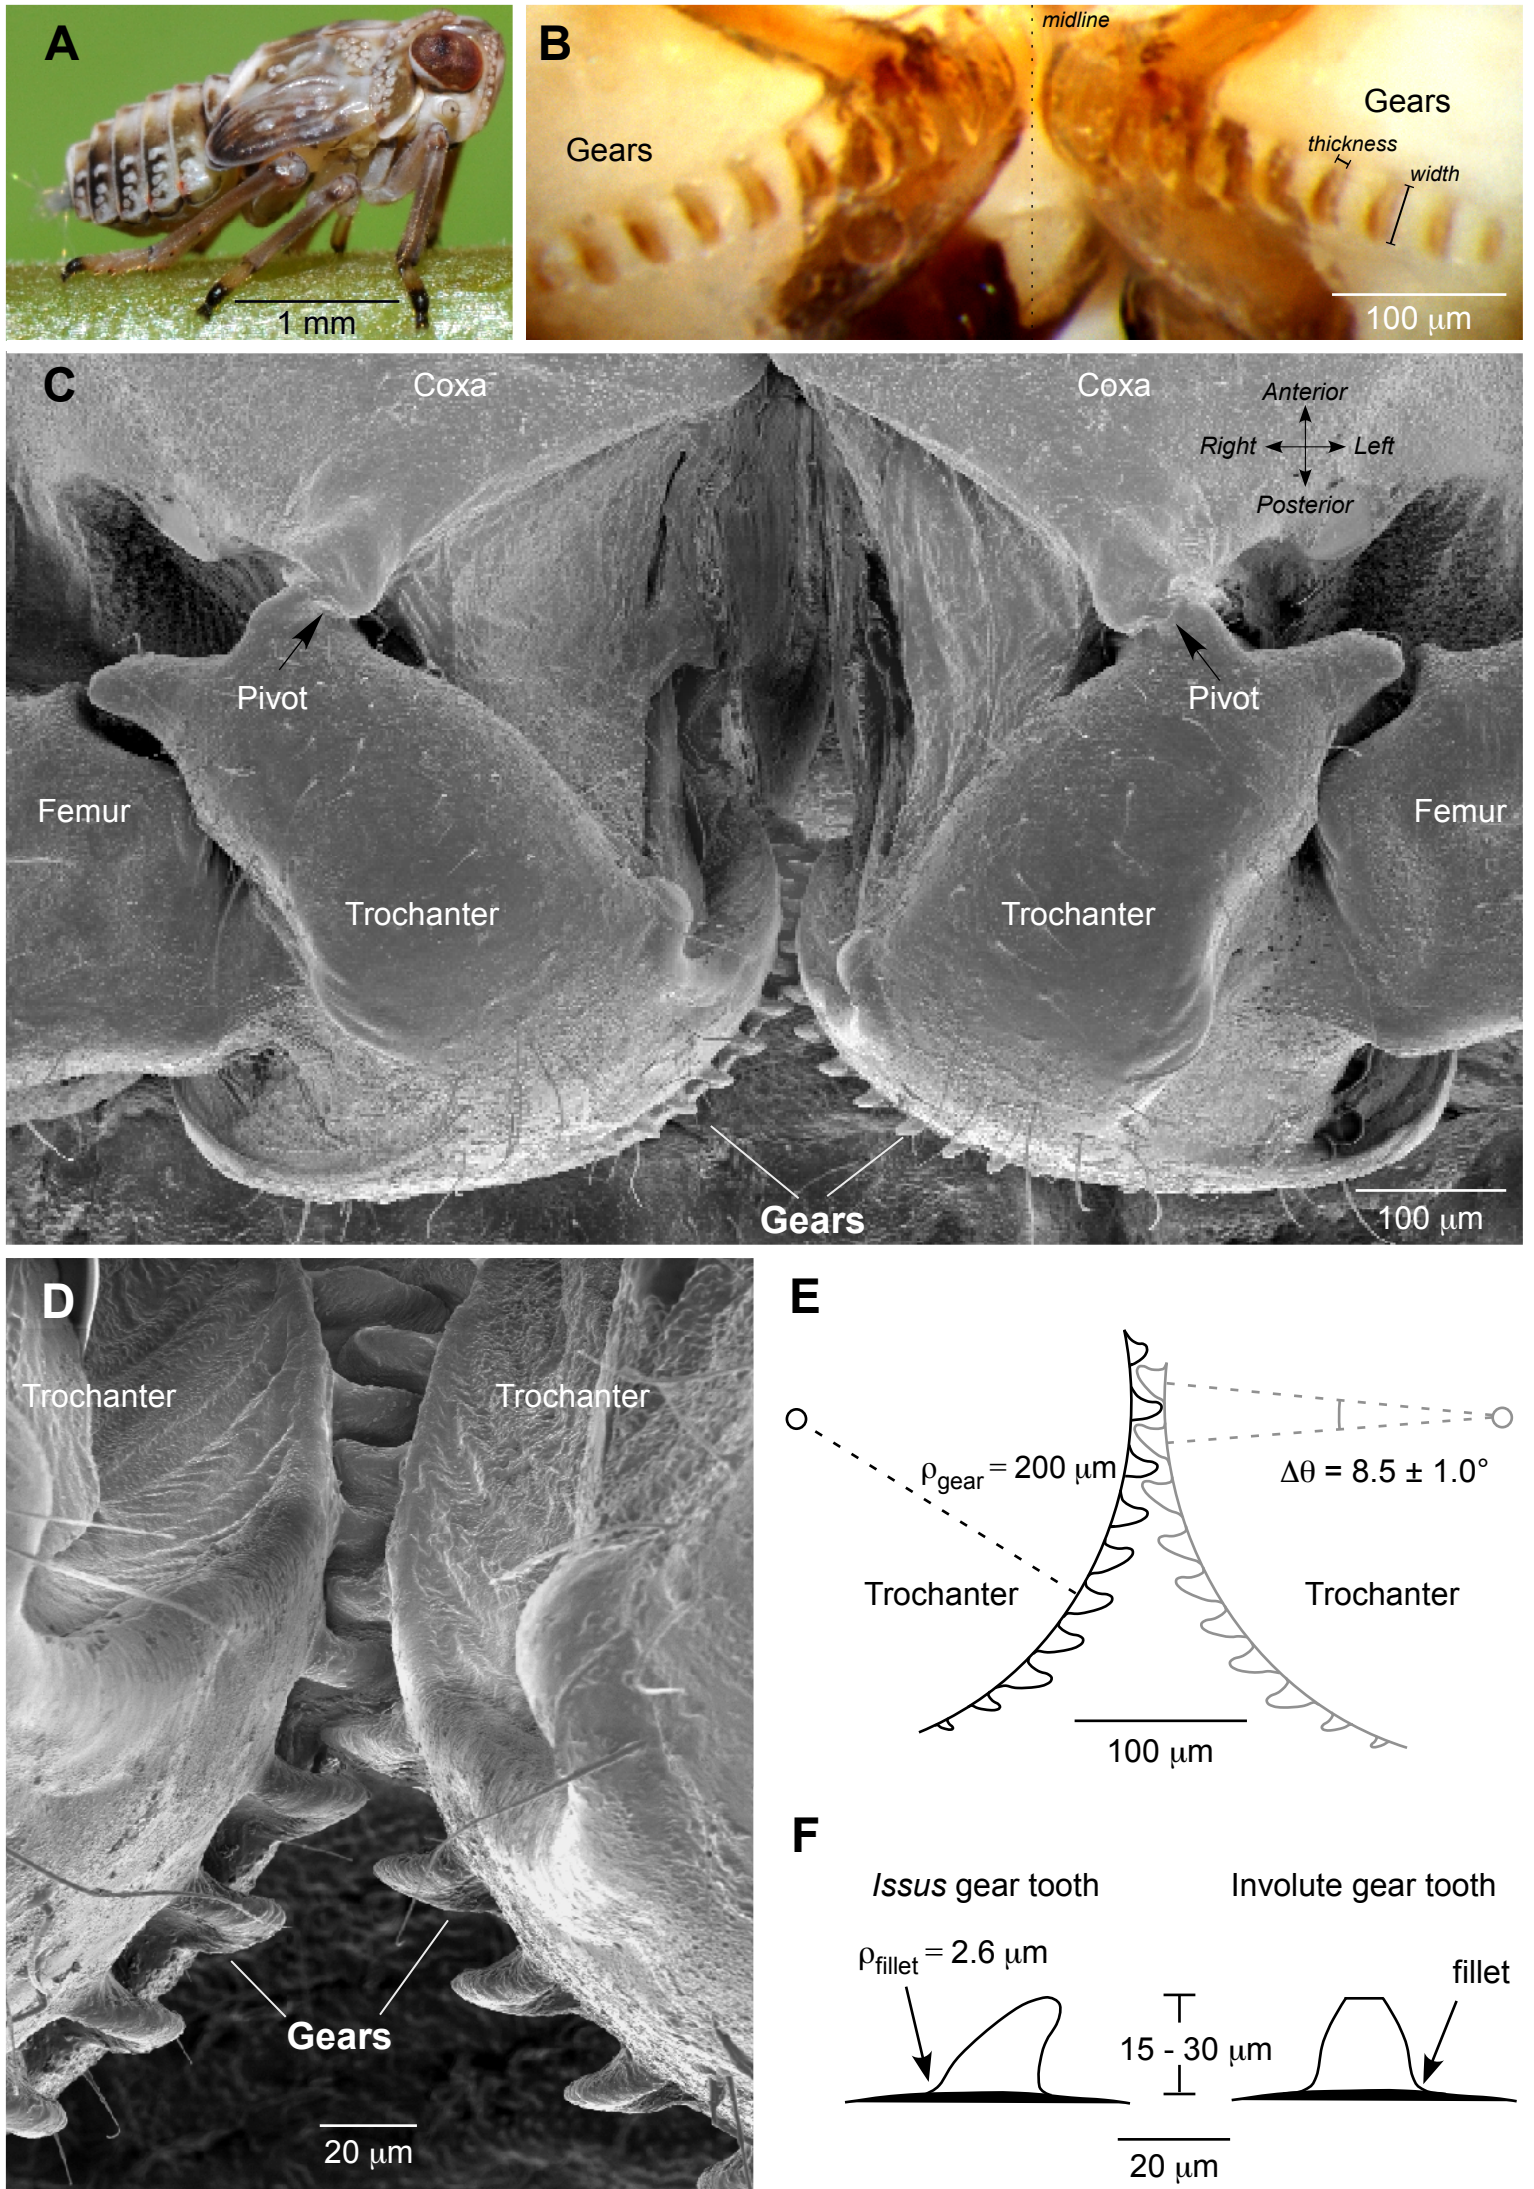 A
1 mm
B
midline
Gears
Gears
thickness
width
100 μm
C
Coxa
Coxa
Anterior
Right
Left
Posterior
Pivot
Pivot
Femur
Femur
Trochanter
Trochanter
Gears
100 μm
D
Trochanter
Trochanter
Gears
20 μm
E
ρgear = 200 μm
Δθ = 8.5 ± 1.0°
Trochanter
Trochanter
100 μm
F
Issus gear tooth
Involute gear tooth
ρfillet = 2.6 μm
fillet
15 - 30 μm
20 μm